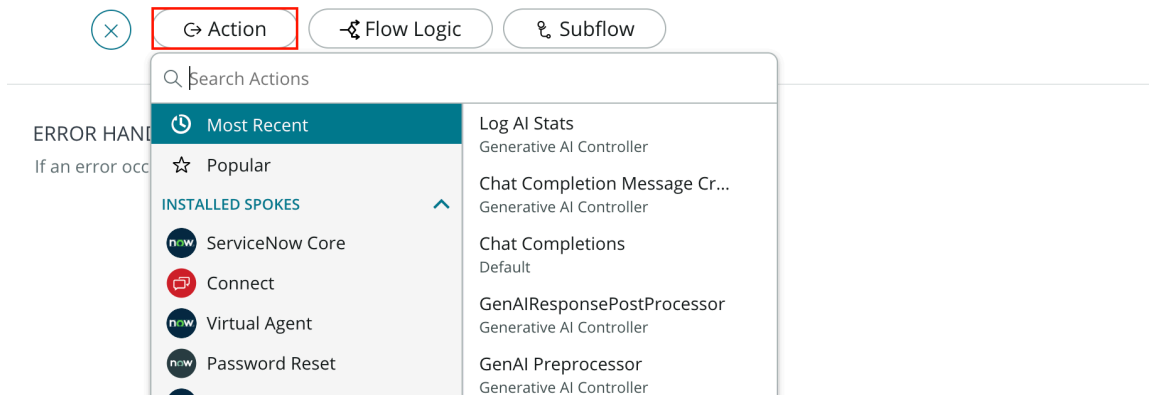 Action
Flow Logic
Subflow
Search Actions
ERROR HAND
If an error occ
Most Recent
Popular
INSTALLED SPOKES
now ServiceNow Core
Connect
now Virtual Agent
now Password Reset
Log AI Stats
Generative AI Controller
Chat Completion Message Cr...
Generative AI Controller
Chat Completions
Default
GenAIResponsePostProcessor
Generative AI Controller
GenAI Preprocessor
Generative AI Controller